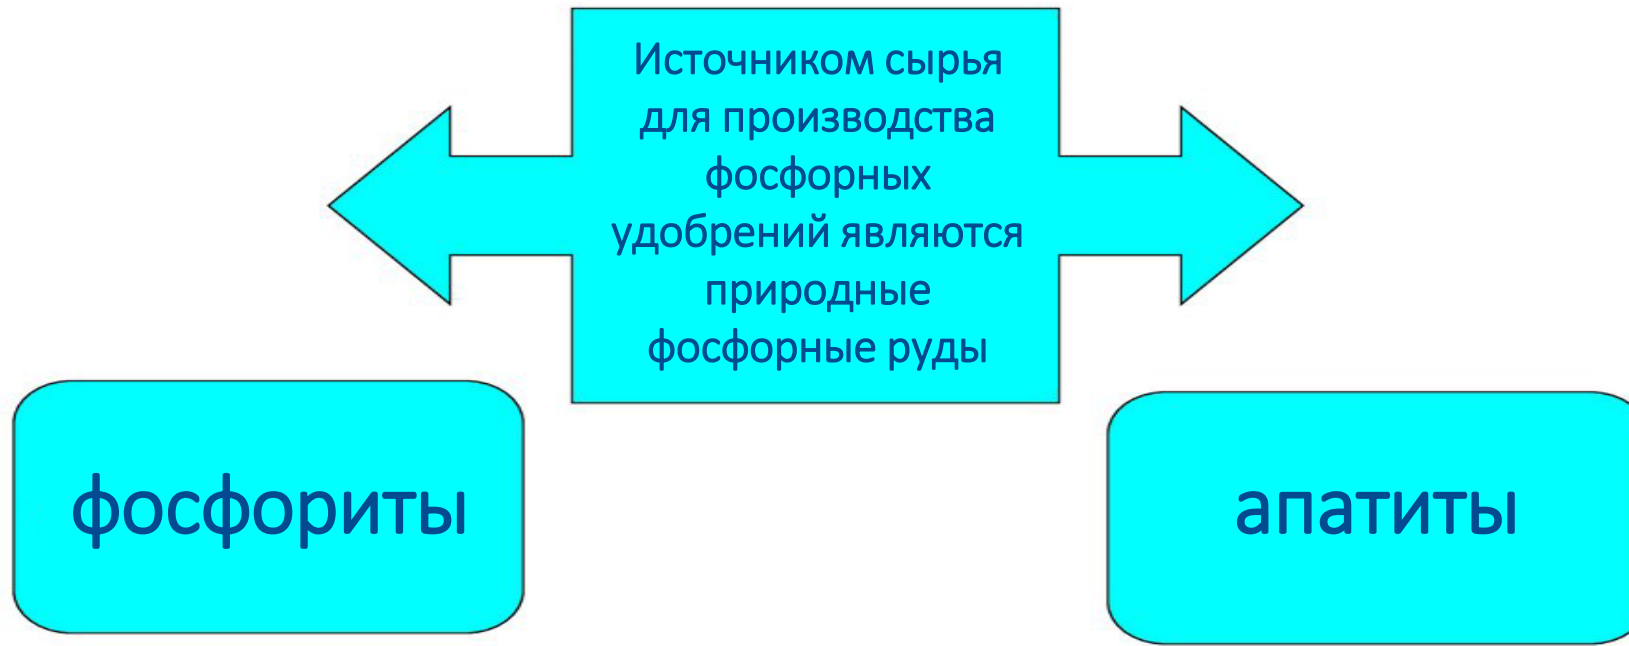 Источником сырья
для производства
фосфорных
удобрений являются
природные
фосфорные руды
фосфориты
апатиты